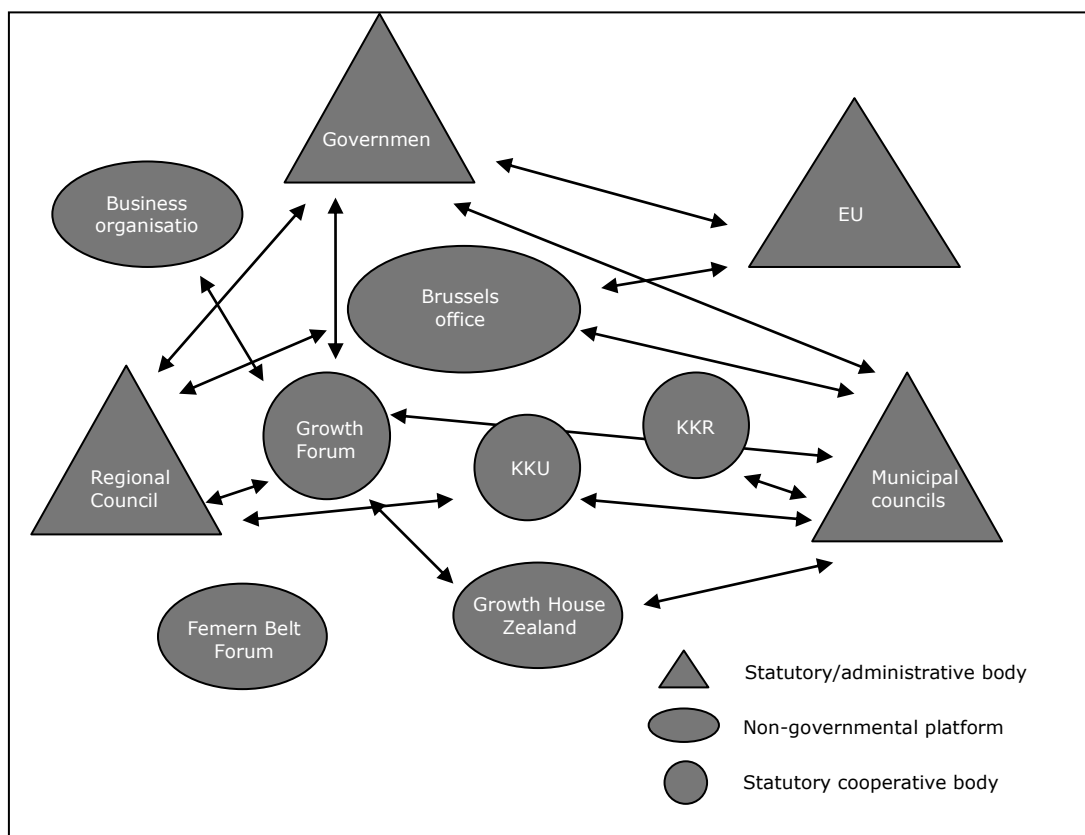 Governmen
Business
organisatio
EU
Brussels
office
Growth
Forum
KKR
KKU
Regional
Council
Municipal
councils
Growth House
Zealand
Femern Belt
Forum
Statutory/administrative body
Non-governmental platform
Statutory cooperative body